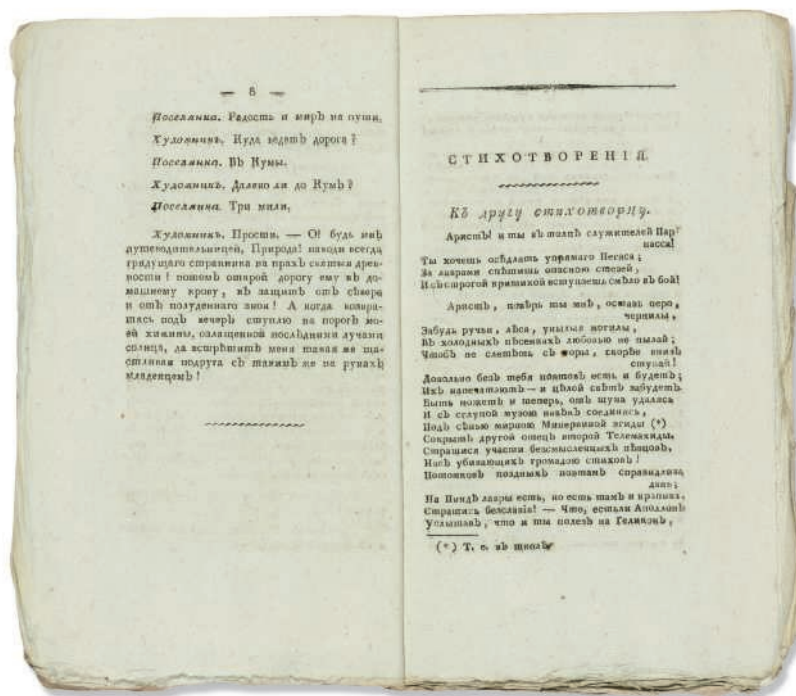 — 6 —
Поселянка. Радость и миръ на пути.
Художникъ. Куда ведетъ дорога?
Поселянка. Въ Кумы.
Художникъ. Далеко ли до Кумъ?
Поселянка. Три мили.
Художникъ. Прости. — О! будь мнѣ
путеводительницей, Природа! наводи всегда
грядущаго странника на прахъ святыя древ-
ности! потомъ открой дорогу ему въ до-
машнему крову, въ защитѣ отъ сѣвера
и отъ полуденнаго зноя! А когда возвра-
тясь подъ вечеръ ступлю на порогъ мо-
ей хижины, озлащенной послѣдними лучами
солнца, да встрѣтитъ меня такая же ща-
стливая подруга съ такимъ же на рукахъ
младенцемъ!
СТИХОТВОРЕНІЯ.
Къ другу стихотворцу.
Аристъ! и ты въ толпѣ служителей Пар-
насса!
Ты хочешь осѣдлать упрямаго Пегаса;
За лаврами спѣшишь опасною стезей,
И съ строгой критикой вступаешь смѣло въ бой!
Аристъ, повѣрь ты мнѣ, оставь перо,
чернилы,
Забудь ручьи, лѣса, унылыя могилы,
Въ холодныхъ пѣсенкахъ любовью не пылай;
Чтобъ не слетѣть съ горы, скорѣе внизъ
ступай!
Довольно безъ тебя поэтовъ есть и будетъ;
Ихъ напечатаютъ — и цѣлой свѣтъ забудетъ.
Быть можетъ и теперь, отъ шума удалясь
И съ глупой музою навѣкъ соединясь,
Подъ сѣнью мирною Минервиной эгиды (*)
Сокрытъ другой отецъ второй Телемахиды.
Страшися участи безсмысленныхъ пѣвцовъ,
Насъ убивающихъ громадою стиховъ!
Потомковъ поздныхъ поэтамъ справедлива
дань;
На Пиндѣ лавры есть, но есть тамъ и крапива.
Страшись безславія! — Что, естьли Аполлонъ
Услышавъ, что и ты полезъ на Геликонъ,
(*) Т. е. въ школѣ